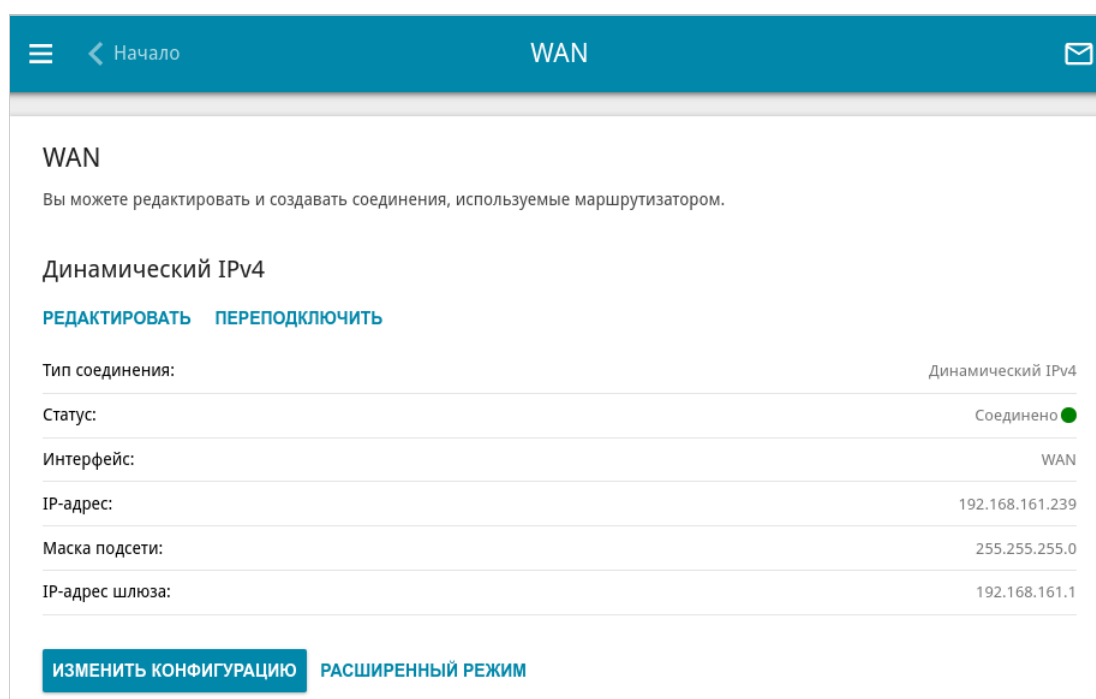 Начало
WAN
WAN
Вы можете редактировать и создавать соединения, используемые маршрутизатором.
Динамический IPv4
РЕДАКТИРОВАТЬ ПЕРЕПОДКЛЮЧИТЬ
Тип соединения: Динамический IPv4
Статус: Соединено
Интерфейс: WAN
IP-адрес: 192.168.161.239
Маска подсети: 255.255.255.0
IP-адрес шлюза: 192.168.161.1
ИЗМЕНИТЬ КОНФИГУРАЦИЮ РАСШИРЕННЫЙ РЕЖИМ